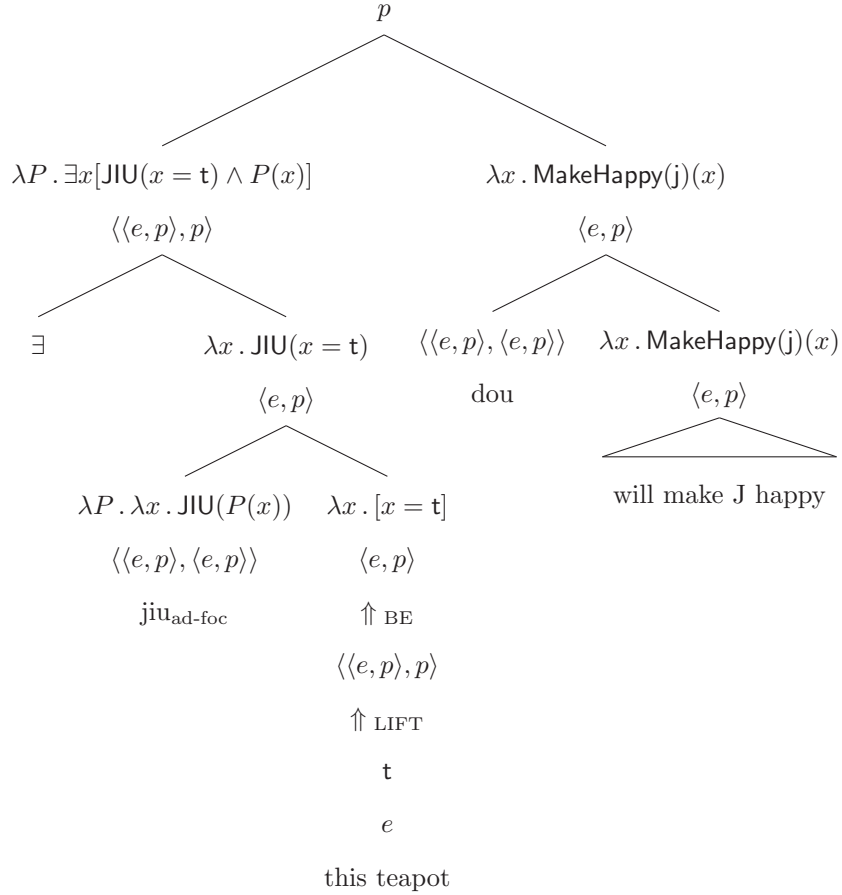 p
λP . ∃x[JIU(x = t) ∧ P(x)] λx . MakeHappy(j)(x)
⟨⟨e, p⟩, p⟩ ⟨e, p⟩
∃ λx . JIU(x = t) ⟨⟨e, p⟩, ⟨e, p⟩⟩ λx . MakeHappy(j)(x)
⟨e, p⟩ dou ⟨e, p⟩
λP . λx . JIU(P(x)) λx . [x = t] will make J happy
⟨⟨e, p⟩, ⟨e, p⟩⟩ ⟨e, p⟩
jiu_ad-foc ⇑ BE
⟨⟨e, p⟩, p⟩
⇑ LIFT
t
e
this teapot